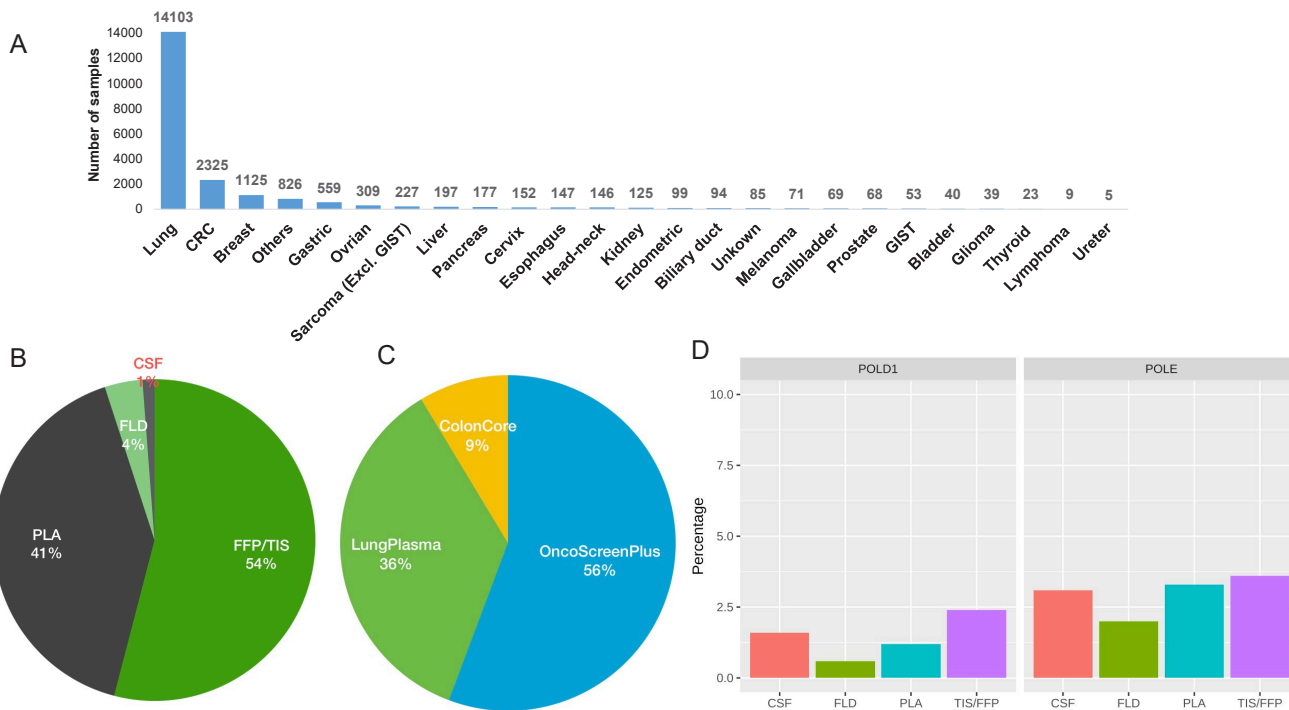 A
Number of samples
14000
12000
10000
8000
6000
4000
2000
0
14103
2325
1125
826
559
309
227
197
177
152
147
146
125
99
94
85
71
69
68
53
40
39
23
9
5
Lung
CRC
Breast
Others
Gastric
Ovrian
Sarcoma (Excl. GIST)
Liver
Pancreas
Cervix
Esophagus
Head-neck
Kidney
Endometric
Biliary duct
Unkown
Melanoma
Gallbladder
Prostate
GIST
Bladder
Glioma
Thyroid
Lymphoma
Ureter
B
CSF
1%
FLD
4%
PLA
41%
FFP/TIS
54%
C
ColonCore
9%
LungPlasma
36%
OncoScreenPlus
56%
D
POLD1
POLE
Percentage
10.0
7.5
5.0
2.5
0.0
CSF
FLD
PLA
TIS/FFP
CSF
FLD
PLA
TIS/FFP